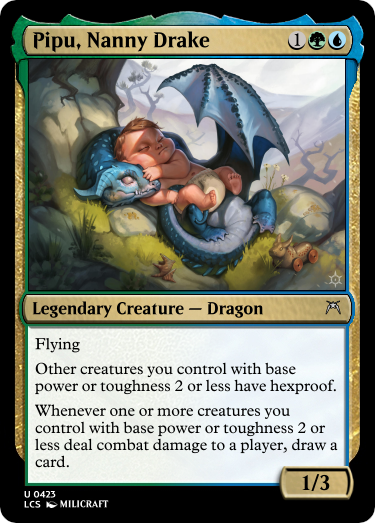 Pipu, Nanny Drake 1
Legendary Creature — Dragon
Flying
Other creatures you control with base
power or toughness 2 or less have hexproof.
Whenever one or more creatures you
control with base power or toughness 2 or
less deal combat damage to a player, draw a
card.
1/3
U 0423
LCS MILICRAFT